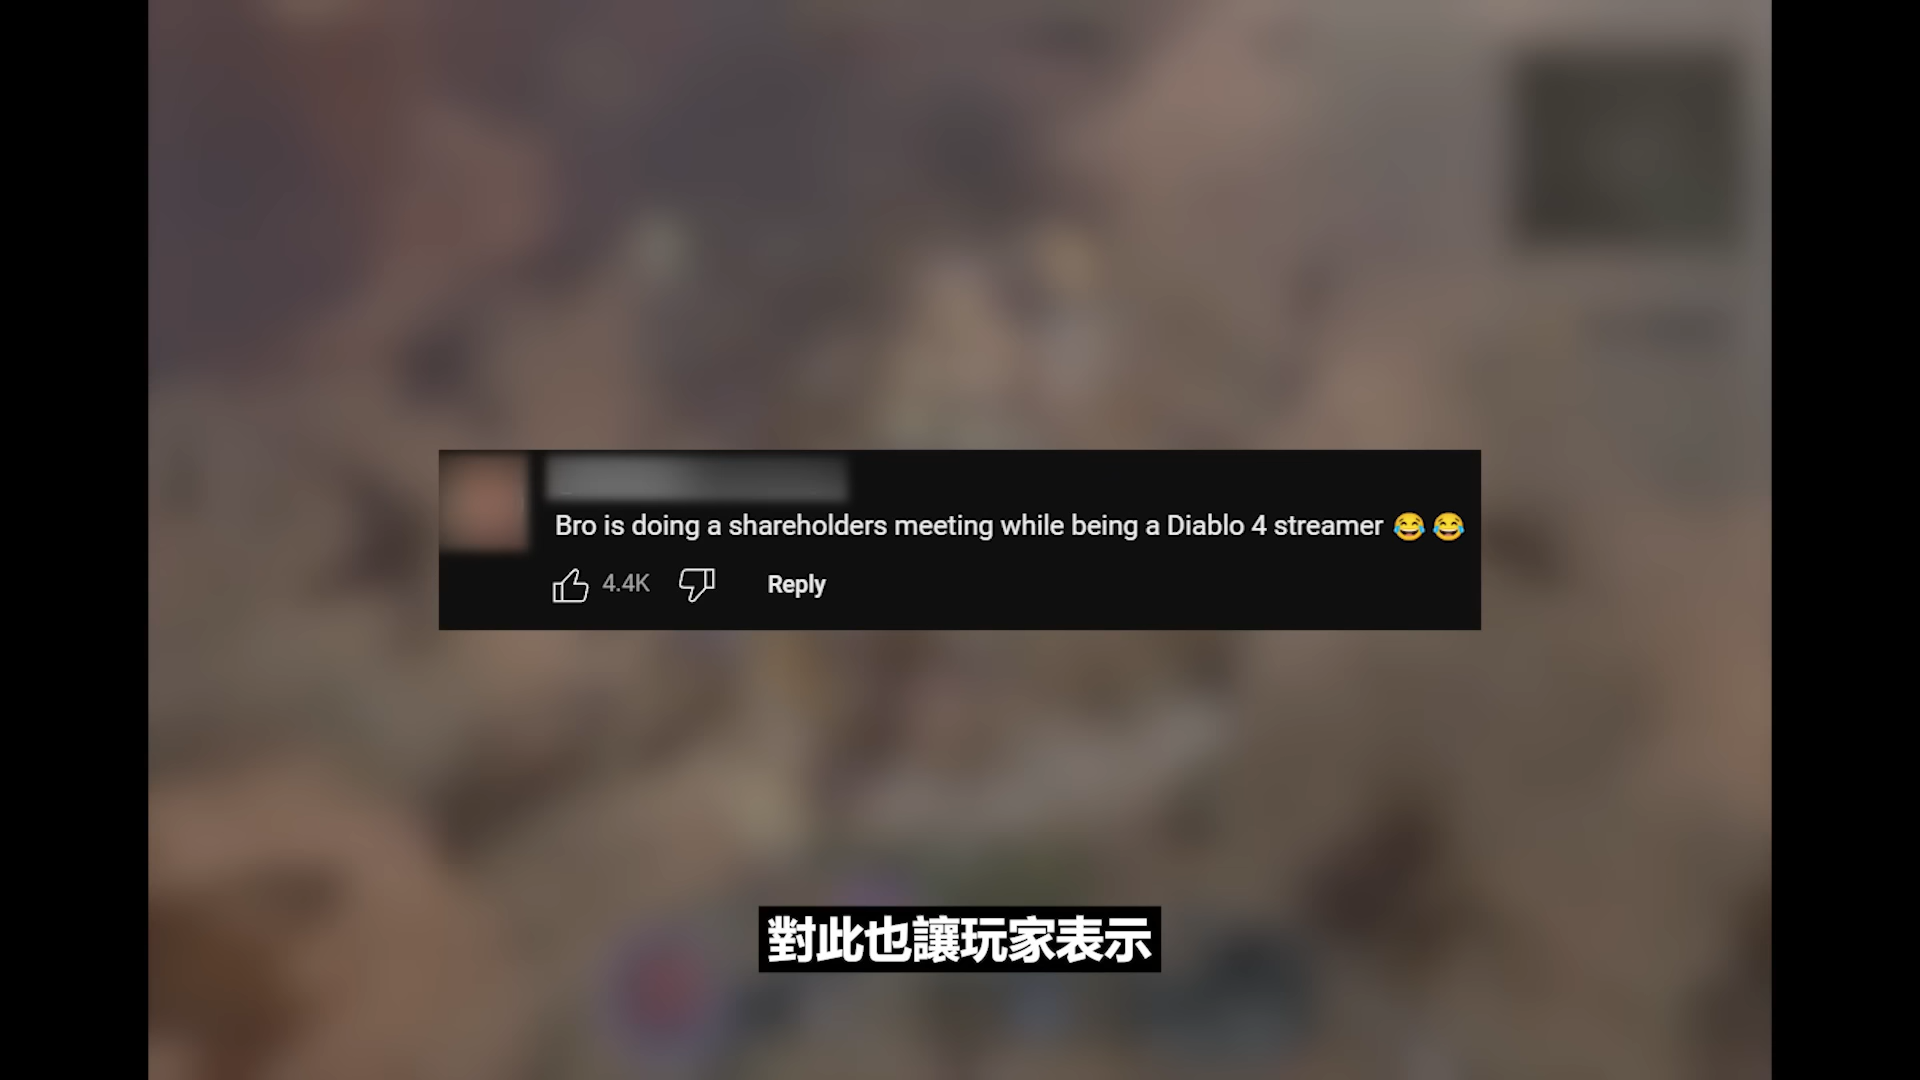 Bro is doing a shareholders meeting while being a Diablo 4 streamer 😂😂
4.4K Reply
對此也讓玩家表示